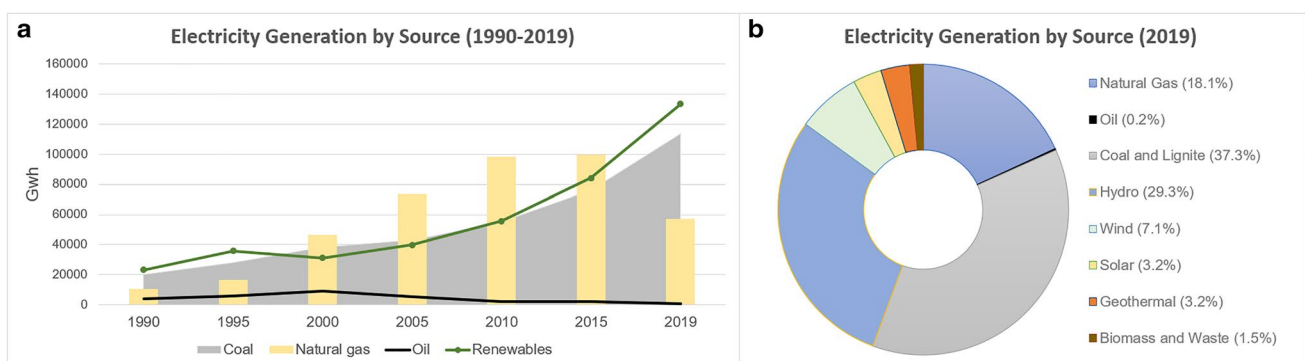 a
Electricity Generation by Source (1990-2019)
160000
140000
120000
100000
80000
60000
40000
20000
0
Gwh
1990 1995 2000 2005 2010 2015 2019
Coal Natural gas Oil Renewables
b
Electricity Generation by Source (2019)
Natural Gas (18.1%)
Oil (0.2%)
Coal and Lignite (37.3%)
Hydro (29.3%)
Wind (7.1%)
Solar (3.2%)
Geothermal (3.2%)
Biomass and Waste (1.5%)